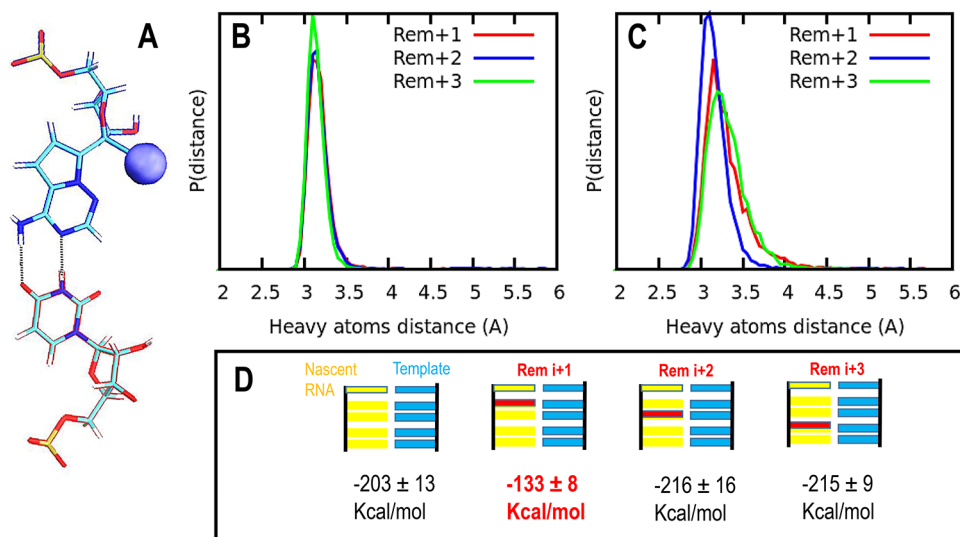 A
B
Rem+1
Rem+2
Rem+3
P(distance)
2 2.5 3 3.5 4 4.5 5 5.5 6
Heavy atoms distance (A)
C
Rem+1
Rem+2
Rem+3
P(distance)
2 2.5 3 3.5 4 4.5 5 5.5 6
Heavy atoms distance (A)
D
Nascent Template
RNA
Rem i+1
Rem i+2
Rem i+3
-203 ± 13
Kcal/mol
-133 ± 8
Kcal/mol
-216 ± 16
Kcal/mol
-215 ± 9
Kcal/mol